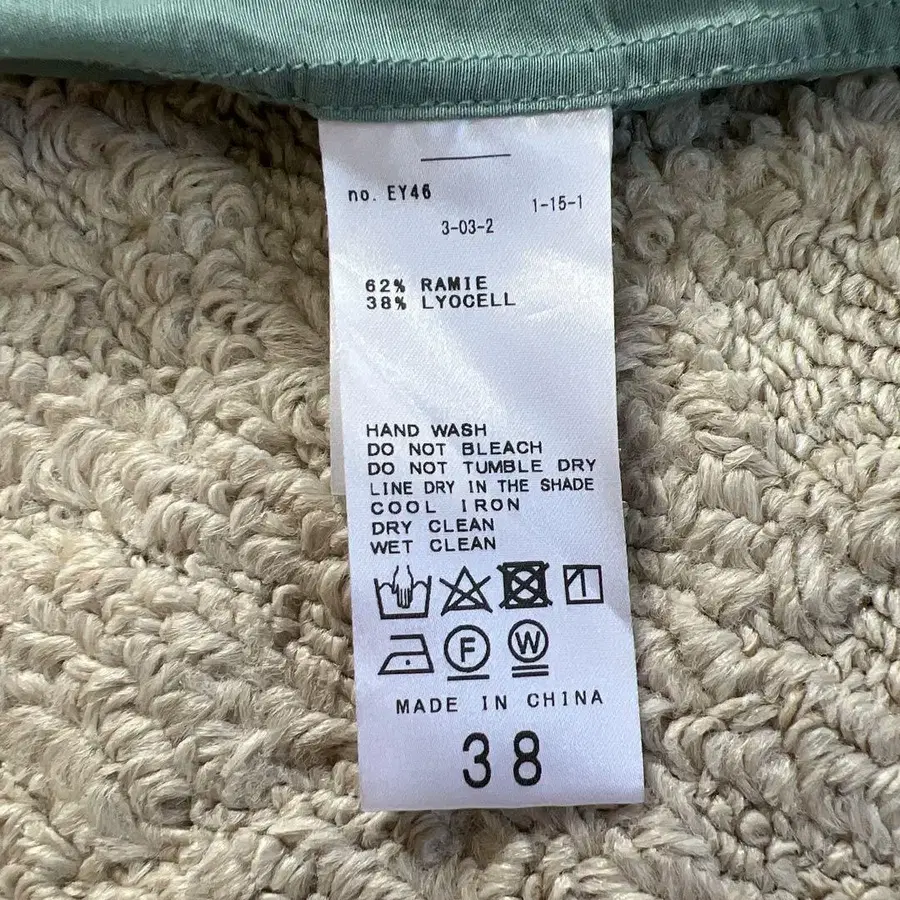 no. EY46
1-15-1
3-03-2
62% RAMIE
38% LYOCELL
HAND WASH
DO NOT BLEACH
DO NOT TUMBLE DRY
LINE DRY IN THE SHADE
COOL IRON
DRY CLEAN
WET CLEAN
F W
MADE IN CHINA
38